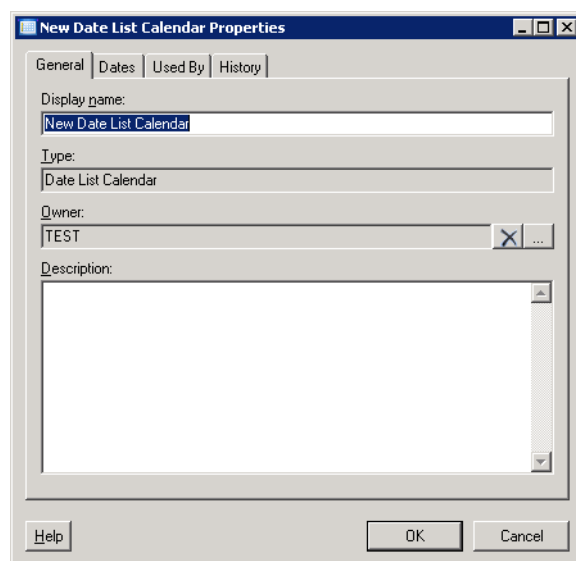 New Date List Calendar Properties
General Dates Used By History
Display name:
New Date List Calendar
Type:
Date List Calendar
Owner:
TEST
...
Description:
Help OK Cancel